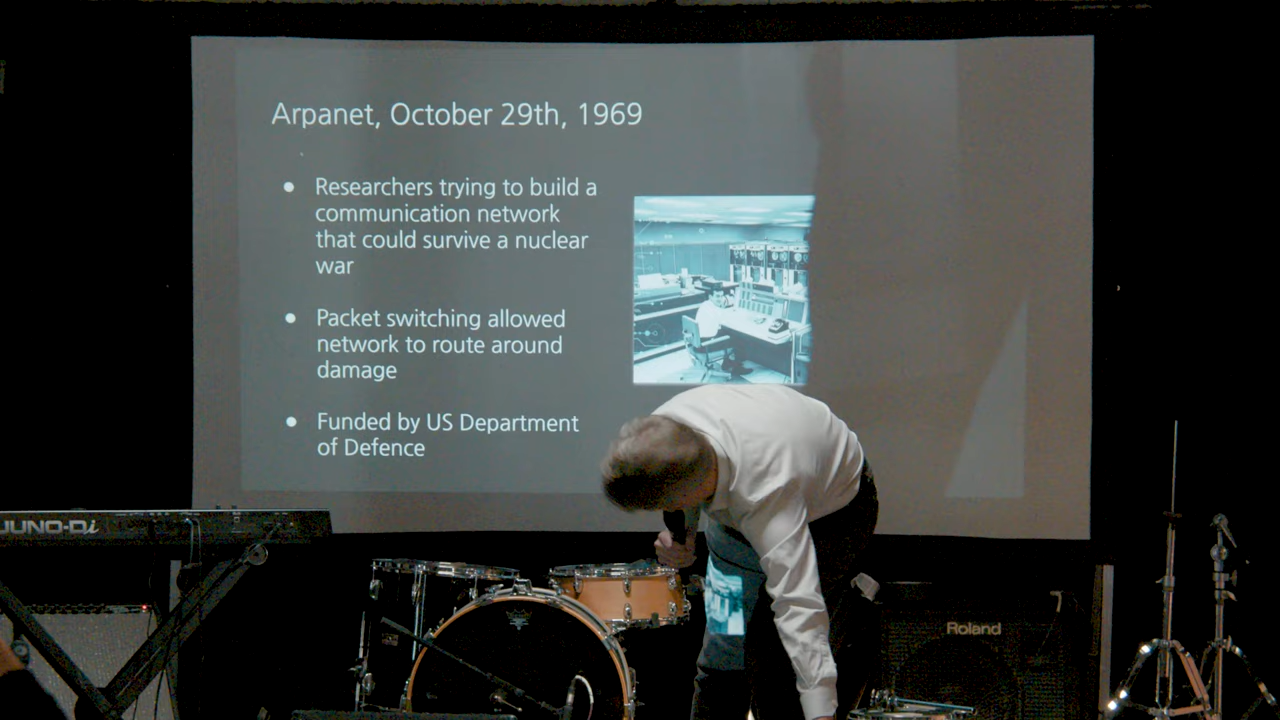 Arpanet, October 29th, 1969
• Researchers trying to build a
communication network
that could survive a nuclear
war
• Packet switching allowed
network to route around
damage
• Funded by US Department
of Defence
JUNO-Di
Roland